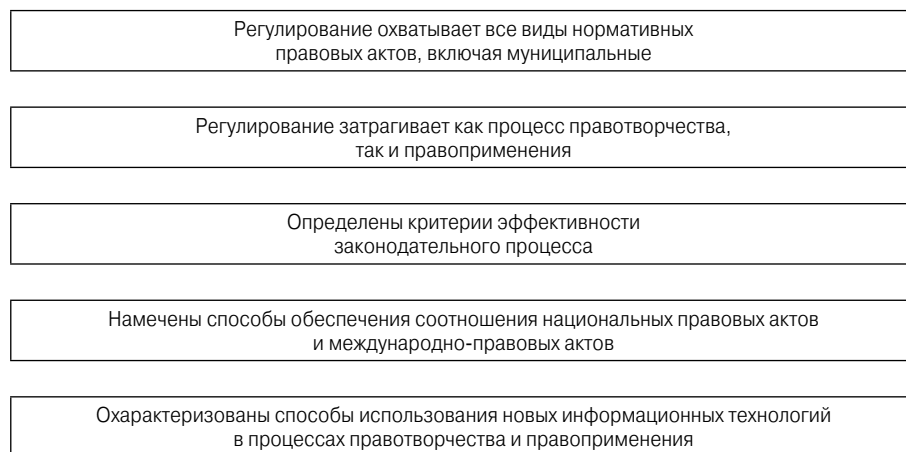 Регулирование охватывает все виды нормативных
правовых актов, включая муниципальные
Регулирование затрагивает как процесс правотворчества,
так и правоприменения
Определены критерии эффективности
законодательного процесса
Намечены способы обеспечения соотношения национальных правовых актов
и международно-правовых актов
Охарактеризованы способы использования новых информационных технологий
в процессах правотворчества и правоприменения